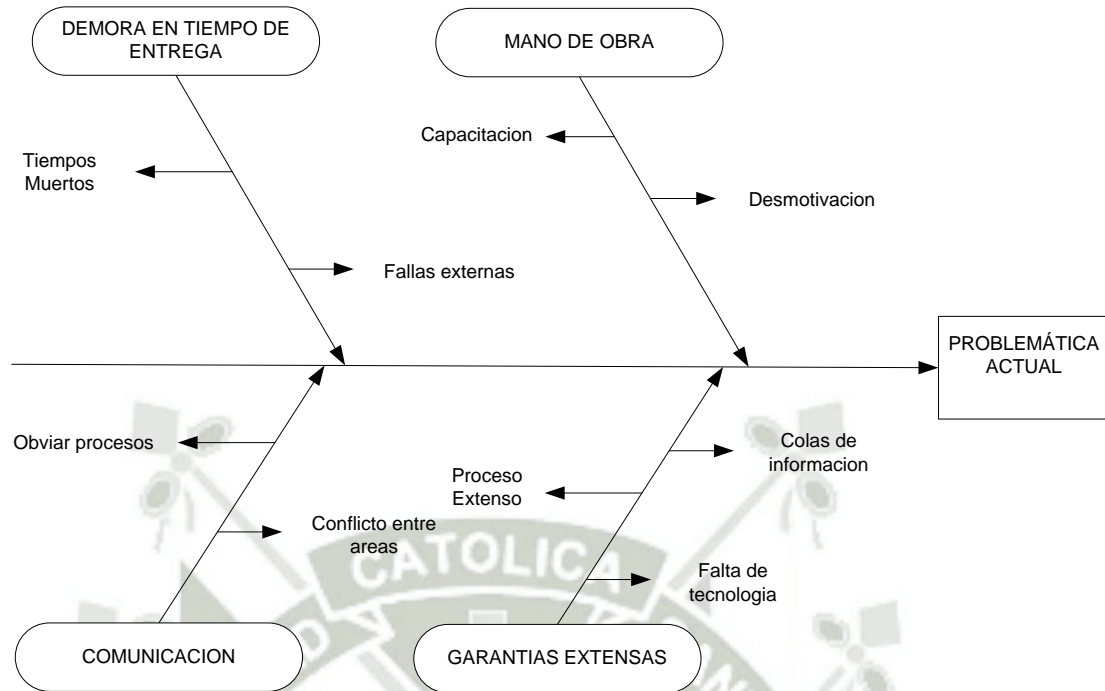 DEMORA EN TIEMPO DE
ENTREGA
MANO DE OBRA
Capacitacion
Tiempos
Muertos
Desmotivacion
Fallas externas
PROBLEMÁTICA
ACTUAL
Obviar procesos
Colas de
informacion
Proceso
Extenso
Conflicto entre
areas
CATOLICA
Falta de
tecnologia
COMUNICACION
GARANTIAS EXTENSAS